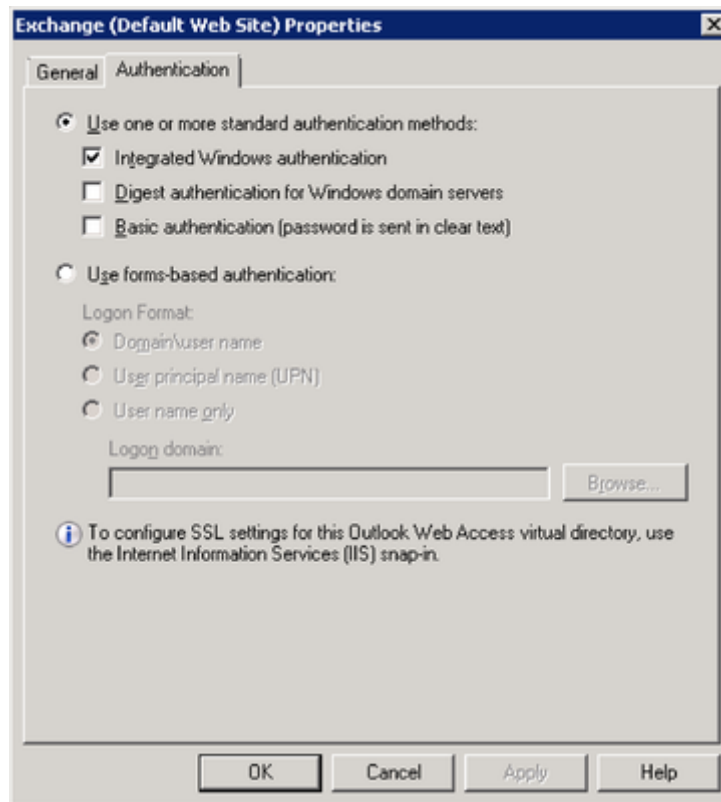 Exchange (Default Web Site) Properties
General Authentication
Use one or more standard authentication methods:
Integrated Windows authentication
Digest authentication for Windows domain servers
Basic authentication (password is sent in clear text)
Use forms-based authentication:
Logon Format:
Domain\user name
User principal name (UPN)
User name only
Logon domain:
Browse...
To configure SSL settings for this Outlook Web Access virtual directory, use
the Internet Information Services (IIS) snap-in.
OK Cancel Apply Help